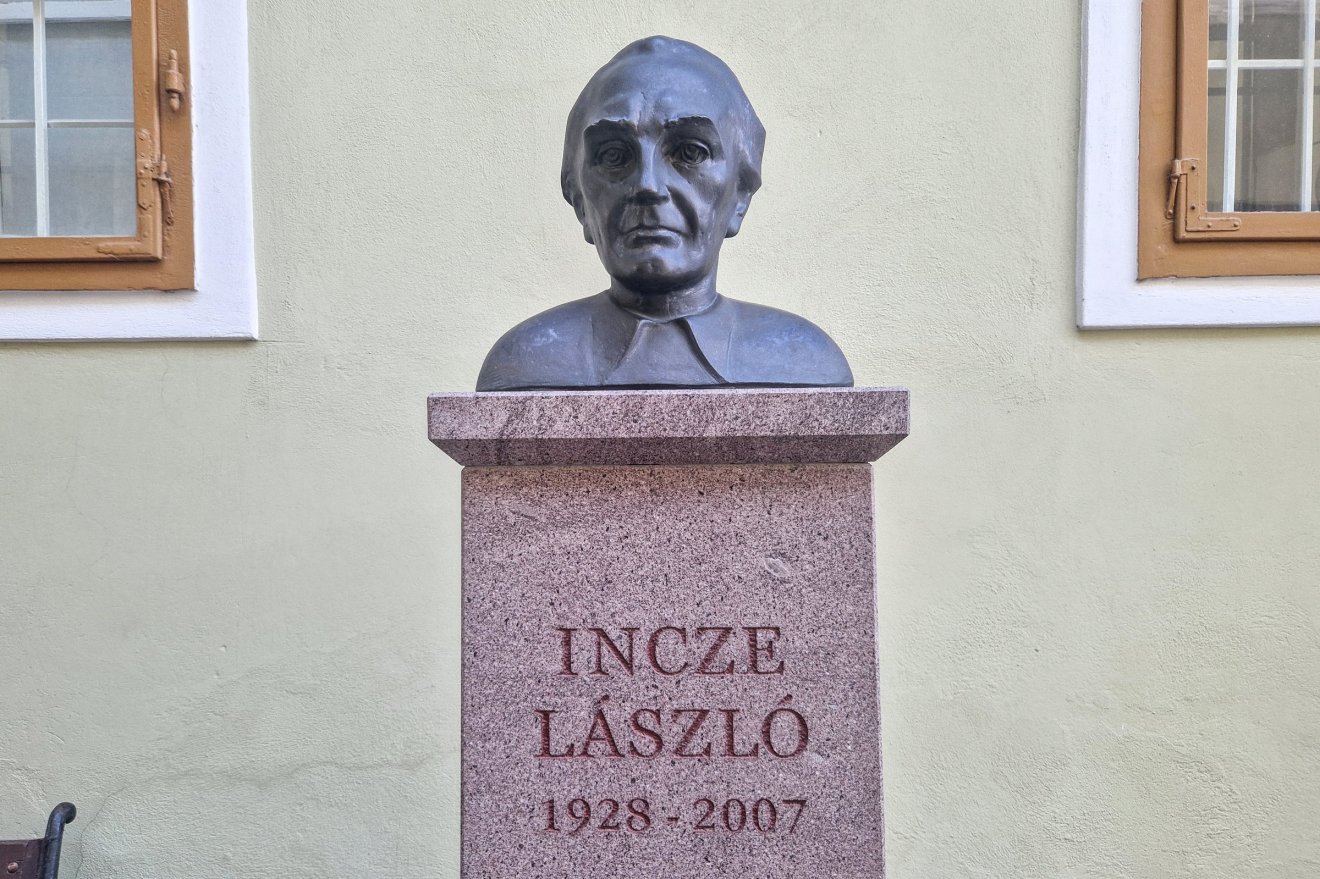 INCZE
LÁSZLÓ
1928 - 2007